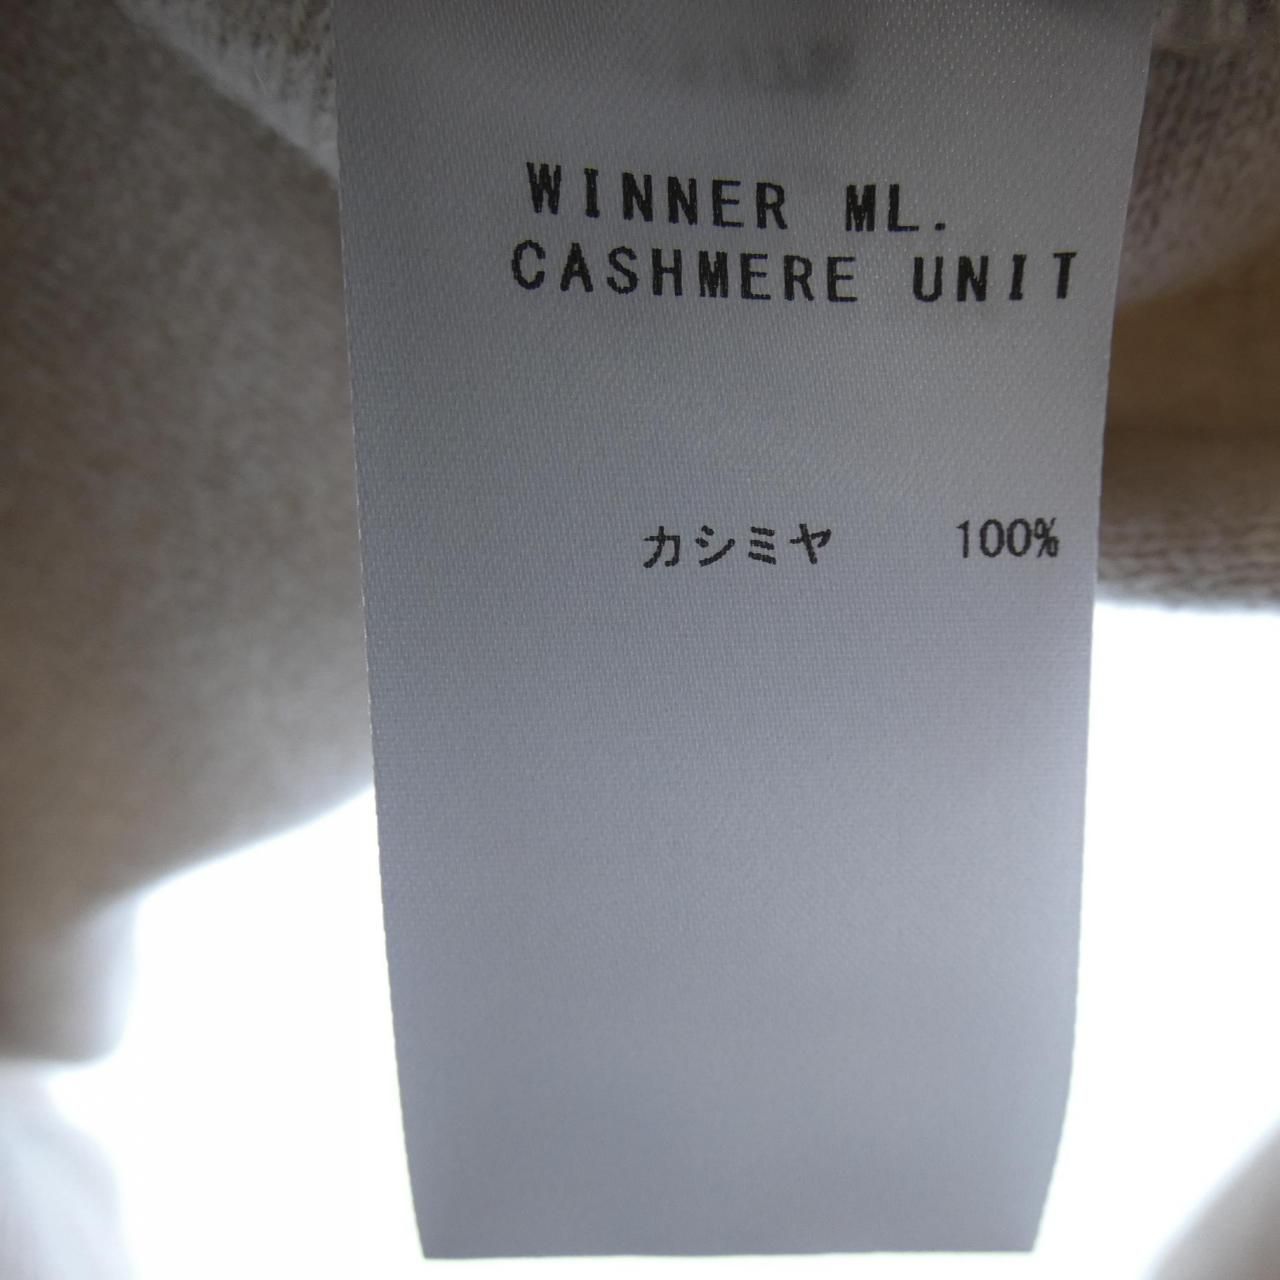 WINNER ML.
CASHMERE UNIT
カシミヤ 100%